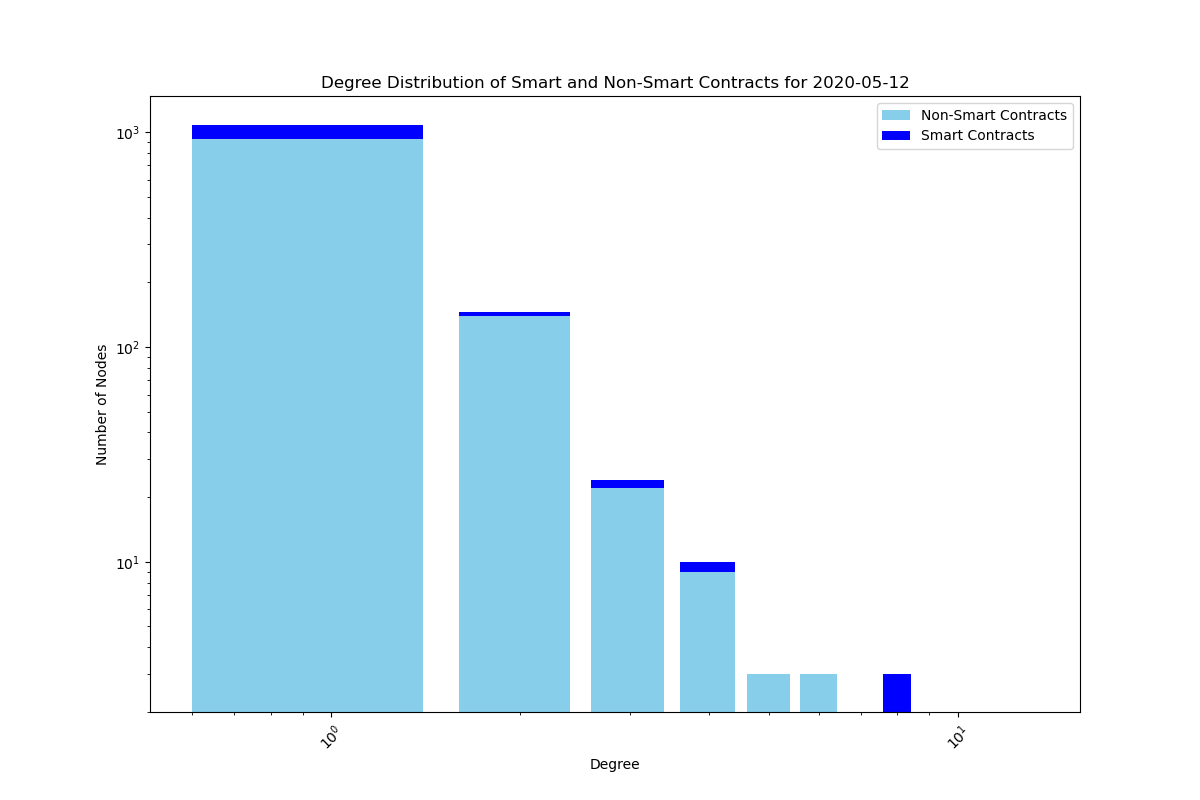 Degree Distribution of Smart and Non-Smart Contracts for 2020-05-12
Non-Smart Contracts
Smart Contracts
Number of Nodes
10³
10²
10¹
10⁰
10¹
Degree